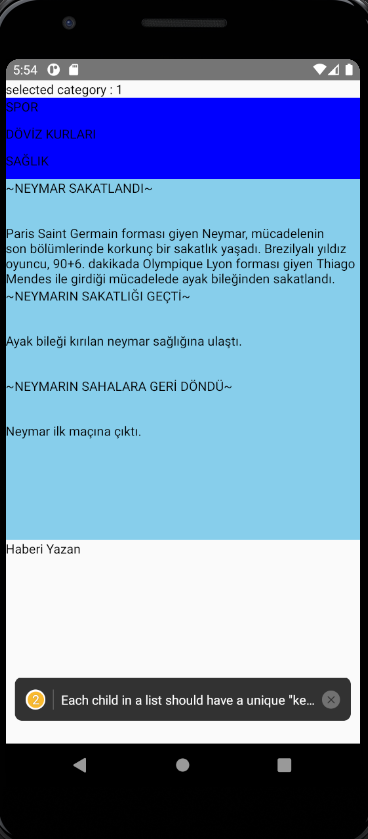 5:54
selected category : 1
SPOR
DÖVİZ KURLARI
SAĞLIK
~NEYMAR SAKATLANDI~
Paris Saint Germain forması giyen Neymar, mücadelenin
son bölümlerinde korkunç bir sakatlık yaşadı. Brezilyalı yıldız
oyuncu, 90+6. dakikada Olympique Lyon forması giyen Thiago
Mendes ile girdiği mücadelede ayak bileğinden sakatlandı.
~NEYMARIN SAKATLIĞI GEÇTİ~
Ayak bileği kırılan neymar sağlığına ulaştı.
~NEYMARIN SAHALARA GERİ DÖNDÜ~
Neymar ilk maçına çıktı.
Haberi Yazan
2 Each child in a list should have a unique "ke...